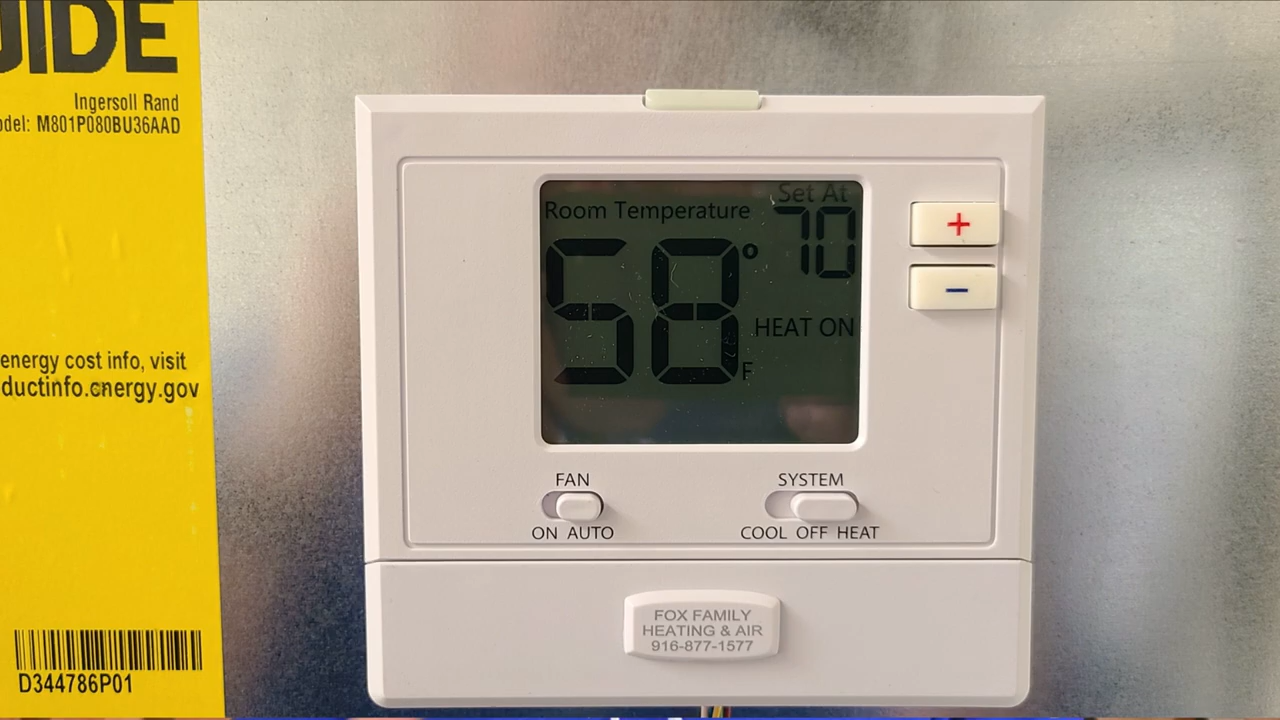 UIDE
Ingersoll Rand
odel: M801P080BU36AAD
energy cost info, visit
ductinfo.energy.gov
D344786P01
Set At
Room Temperature
70
58°
HEAT ON
F
+
−
FAN
SYSTEM
ON AUTO
COOL OFF HEAT
FOX FAMILY
HEATING & AIR
916-877-1577